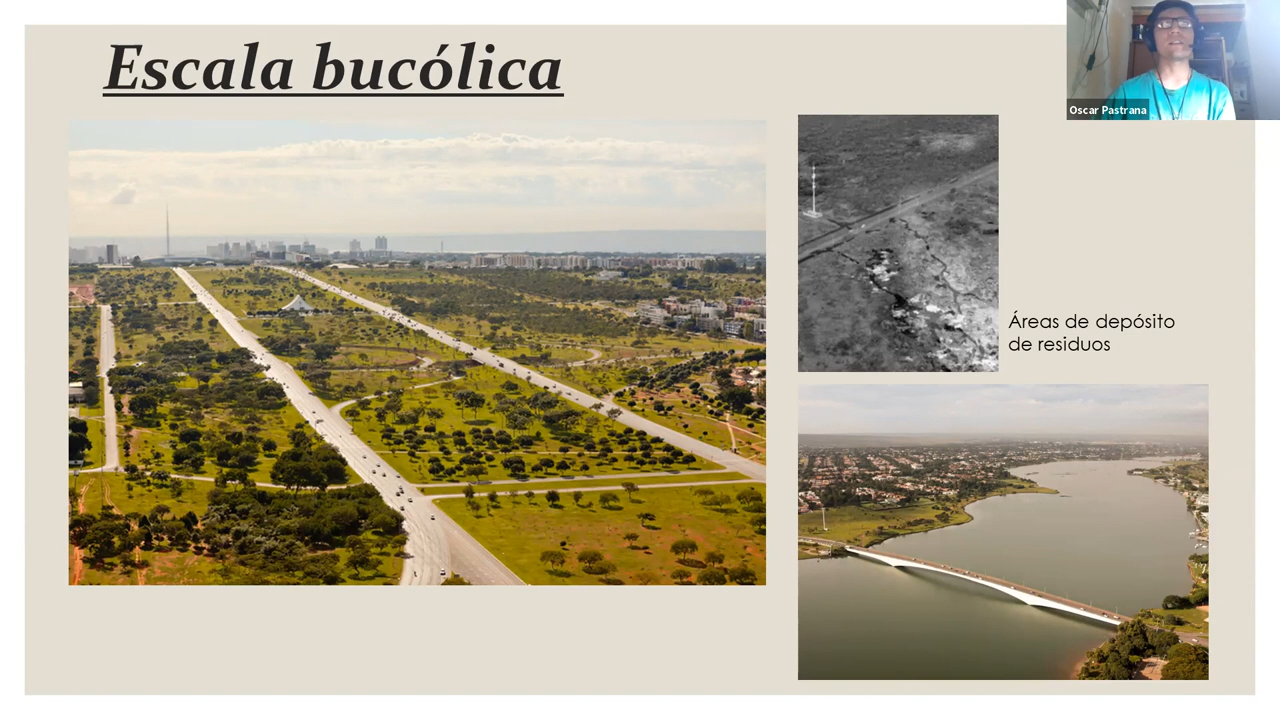 Escala bucólica
Oscar Pastrana
Áreas de depósito
de residuos